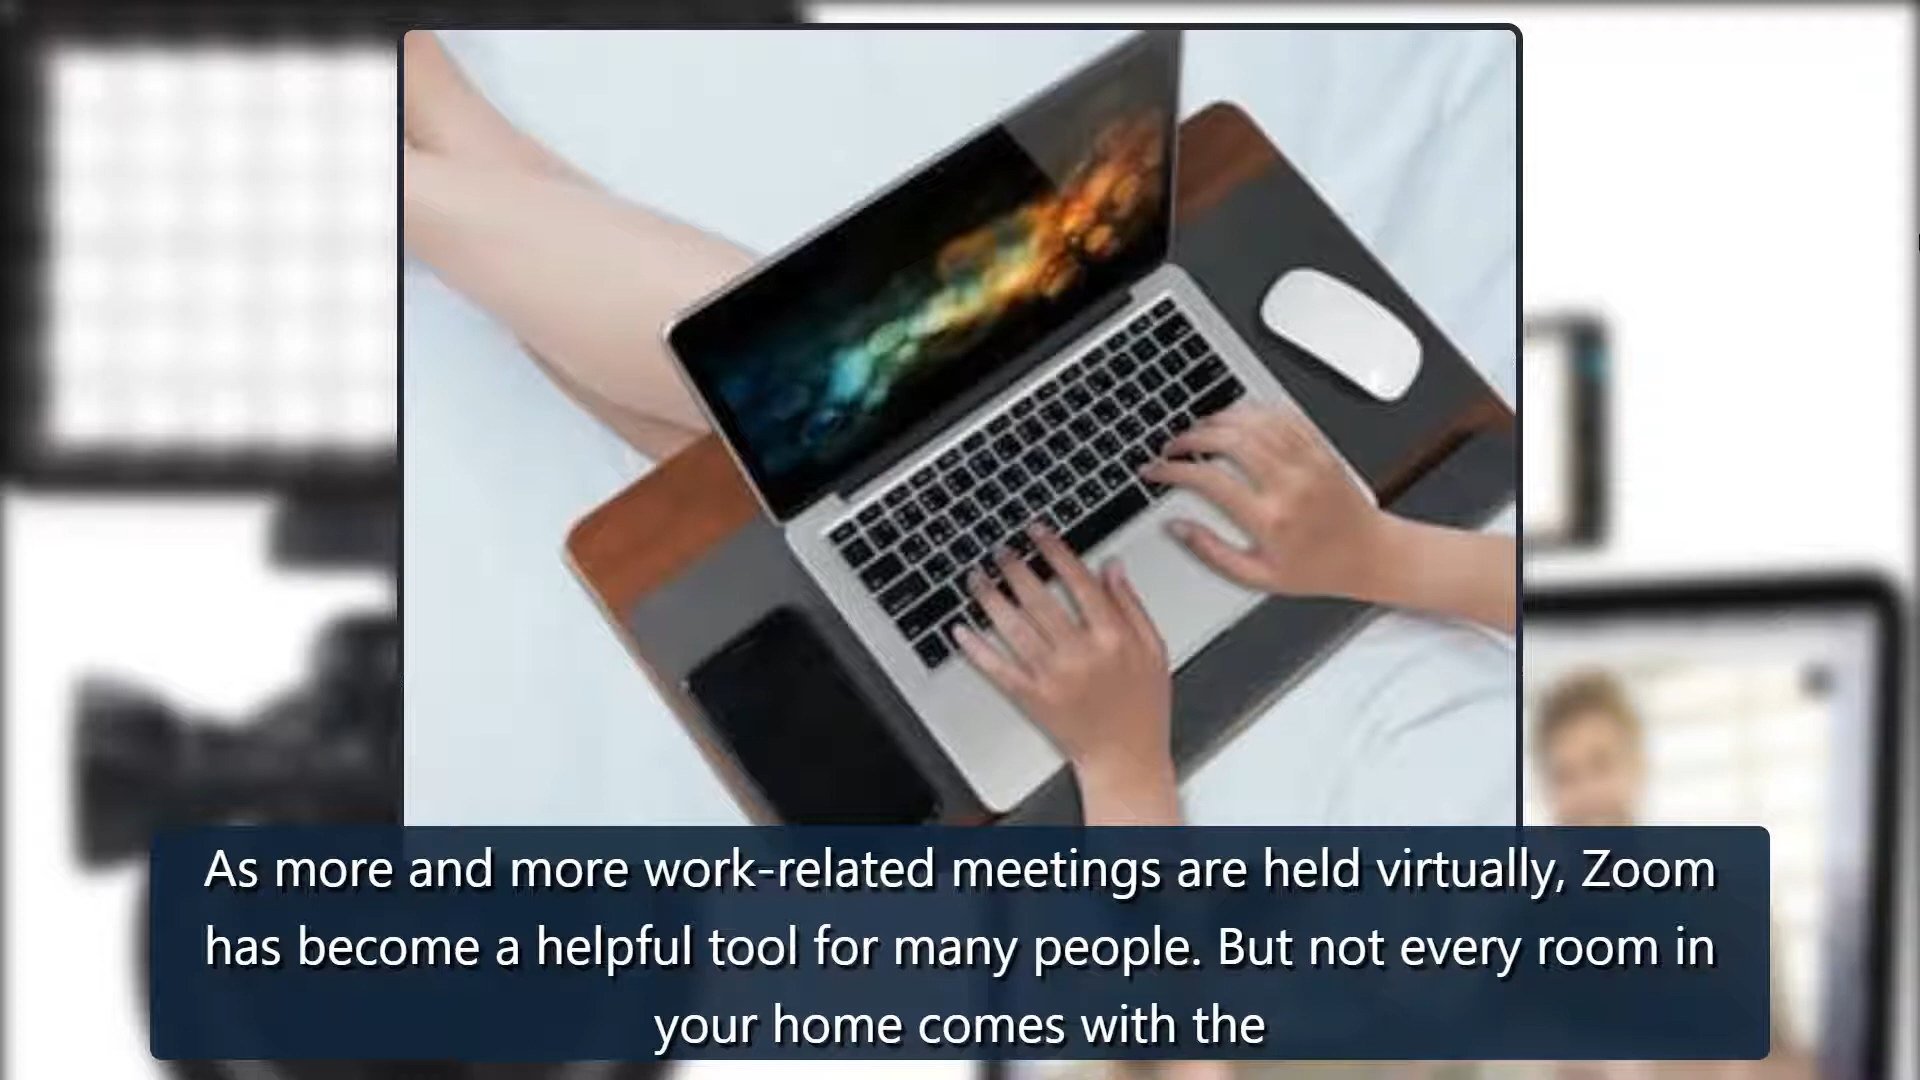 As more and more work-related meetings are held virtually, Zoom
has become a helpful tool for many people. But not every room in
your home comes with the